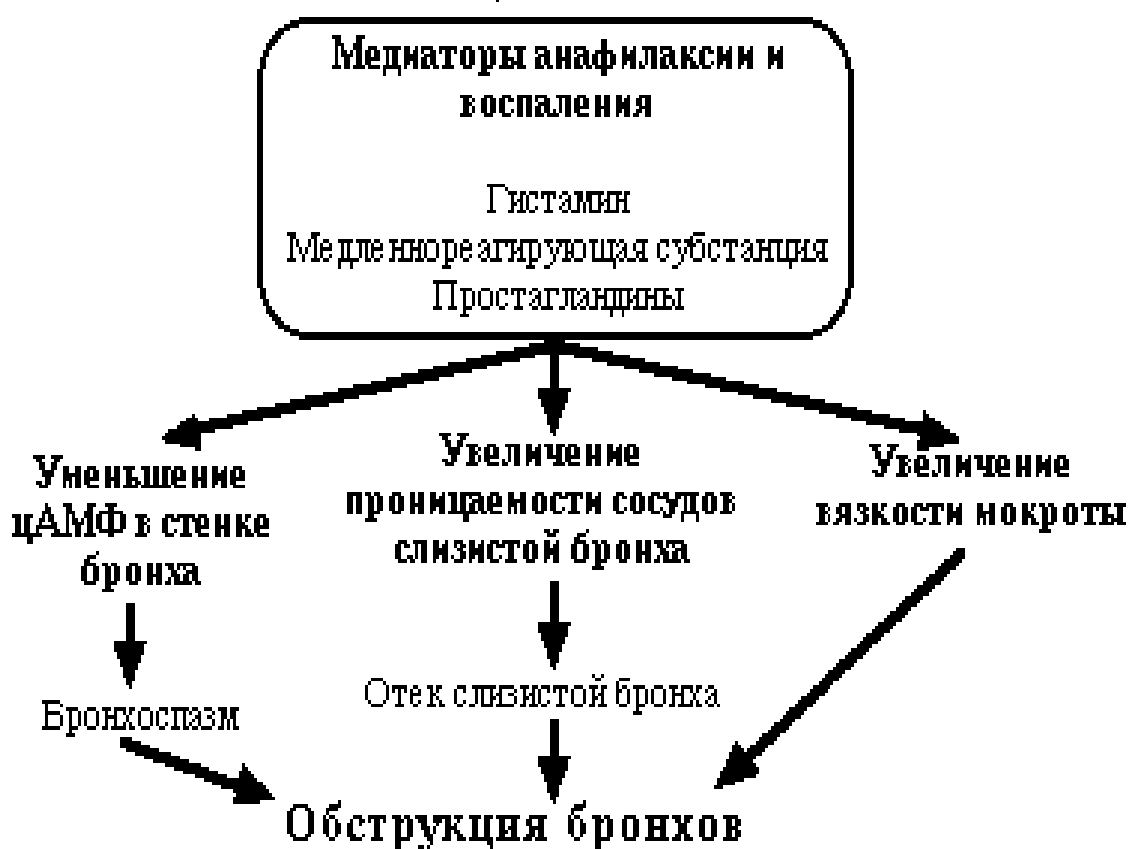 Медиаторы анафилаксии и
воспаления
Гистамин
Медленнореагирующая субстанция
Простагландины
Уменьшение
цАМФ в стенке
бронха
Увеличение
проницаемости сосудов
слизистой бронха
Увеличение
вязкости мокроты
Бронхоспазм
Отек слизистой бронха
Обструкция бронхов